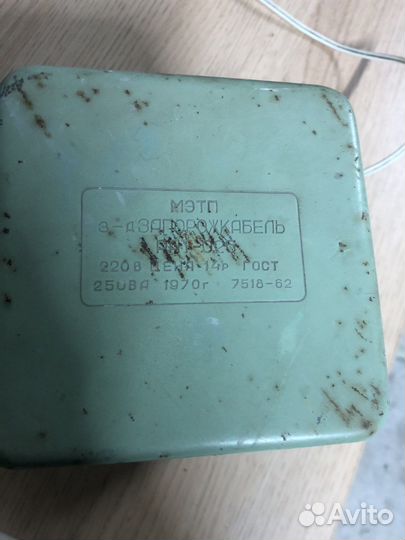 МЭТП
з-д ЗАПОРОЖКАБЕЛЬ
220В ЦЕНА-14Р ГОСТ
250ВА 1970г 7518-62
Avito